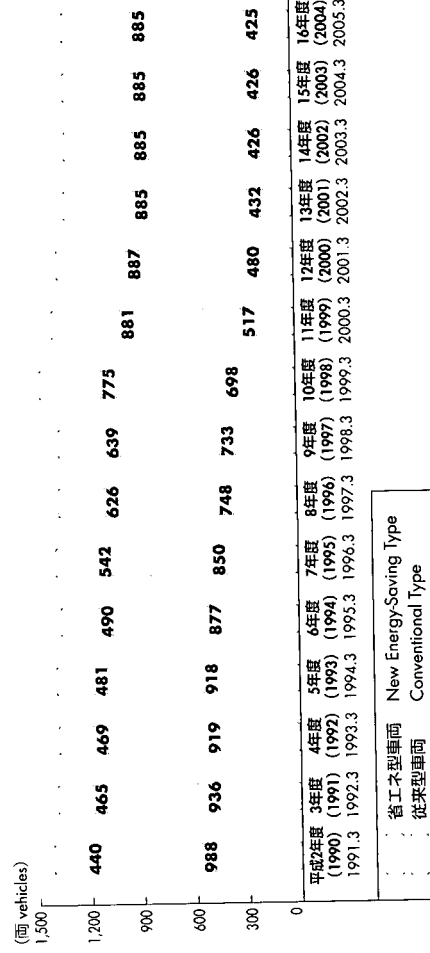 (両 vehicles)
1,500
1,200
900
600
300
0
440 465 469 481 490 542 626 639 775 881 887 885 885 885 885
988 936 919 918 877 850 748 733 698 517 480 432 426 426 425
平成2年度 3年度 4年度 5年度 6年度 7年度 8年度 9年度 10年度 11年度 12年度 13年度 14年度 15年度 16年度
(1990) (1991) (1992) (1993) (1994) (1995) (1996) (1997) (1998) (1999) (2000) (2001) (2002) (2003) (2004)
1991.3 1992.3 1993.3 1994.3 1995.3 1996.3 1997.3 1998.3 1999.3 2000.3 2001.3 2002.3 2003.3 2004.3 2005.3
省エネ型車両 New Energy-Saving Type
従来型車両 Conventional Type